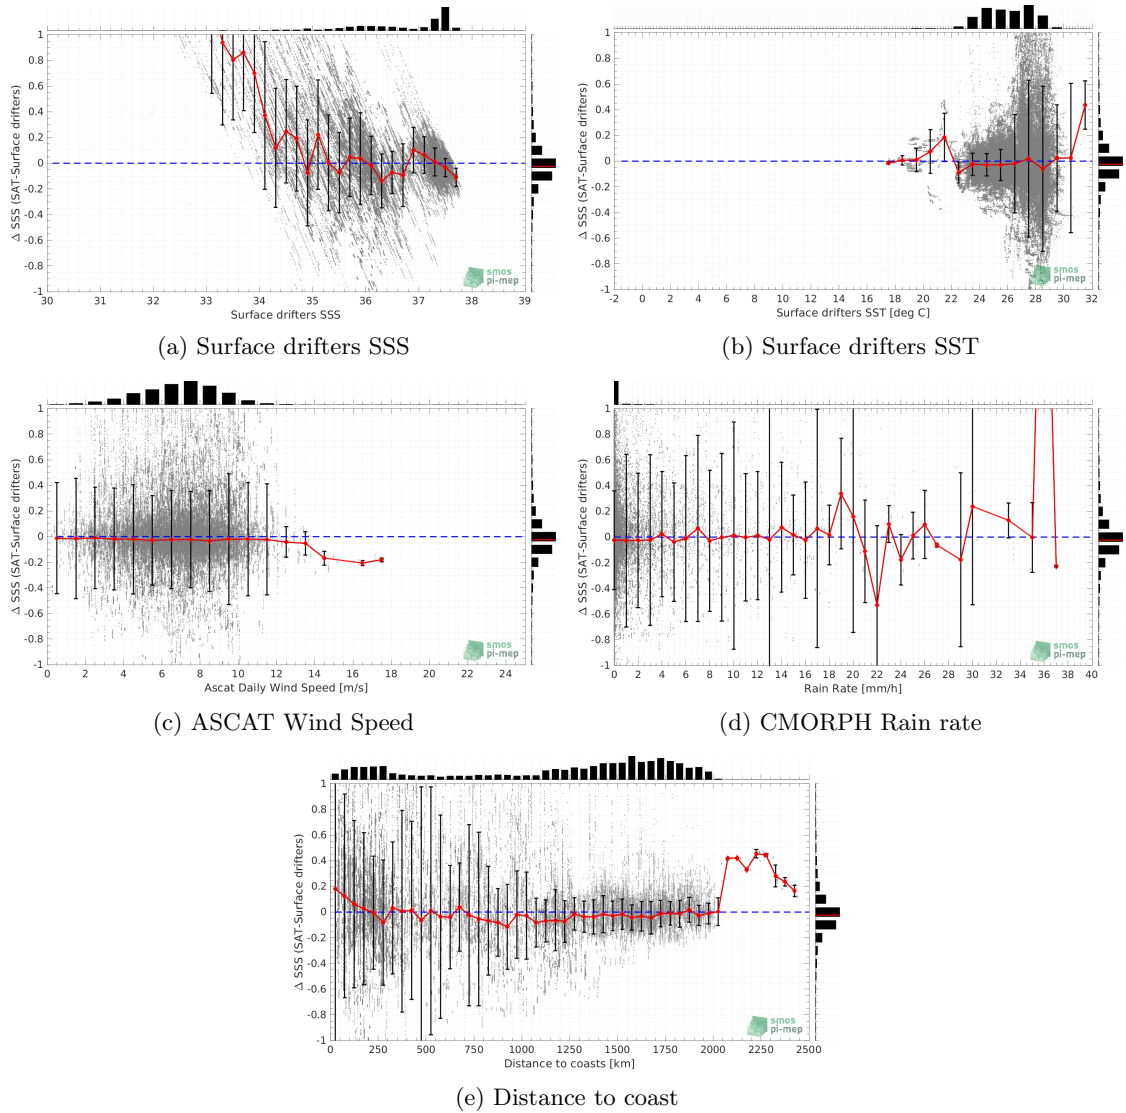 Δ SSS (SAT-Surface drifters)
1
0.8
0.6
0.4
0.2
0
-0.2
-0.4
-0.6
-0.8
-1
30 31 32 33 34 35 36 37 38 39
Surface drifters SSS
smos
pi-mep
(a) Surface drifters SSS
Δ SSS (SAT-Surface drifters)
1
0.8
0.6
0.4
0.2
0
-0.2
-0.4
-0.6
-0.8
-1
-2 0 2 4 6 8 10 12 14 16 18 20 22 24 26 28 30 32
Surface drifters SST [deg C]
smos
pi-mep
(b) Surface drifters SST
Δ SSS (SAT-Surface drifters)
1
0.8
0.6
0.4
0.2
0
-0.2
-0.4
-0.6
-0.8
-1
0 2 4 6 8 10 12 14 16 18 20 22 24
Ascat Daily Wind Speed [m/s]
smos
pi-mep
(c) ASCAT Wind Speed
Δ SSS (SAT-Surface drifters)
1
0.8
0.6
0.4
0.2
0
-0.2
-0.4
-0.6
-0.8
-1
0 2 4 6 8 10 12 14 16 18 20 22 24 26 28 30 32 34 36 38 40
Rain Rate [mm/h]
smos
pi-mep
(d) CMORPH Rain rate
Δ SSS (SAT-Surface drifters)
1
0.8
0.6
0.4
0.2
0
-0.2
-0.4
-0.6
-0.8
-1
0 250 500 750 1000 1250 1500 1750 2000 2250 2500
Distance to coasts [km]
smos
pi-mep
(e) Distance to coast